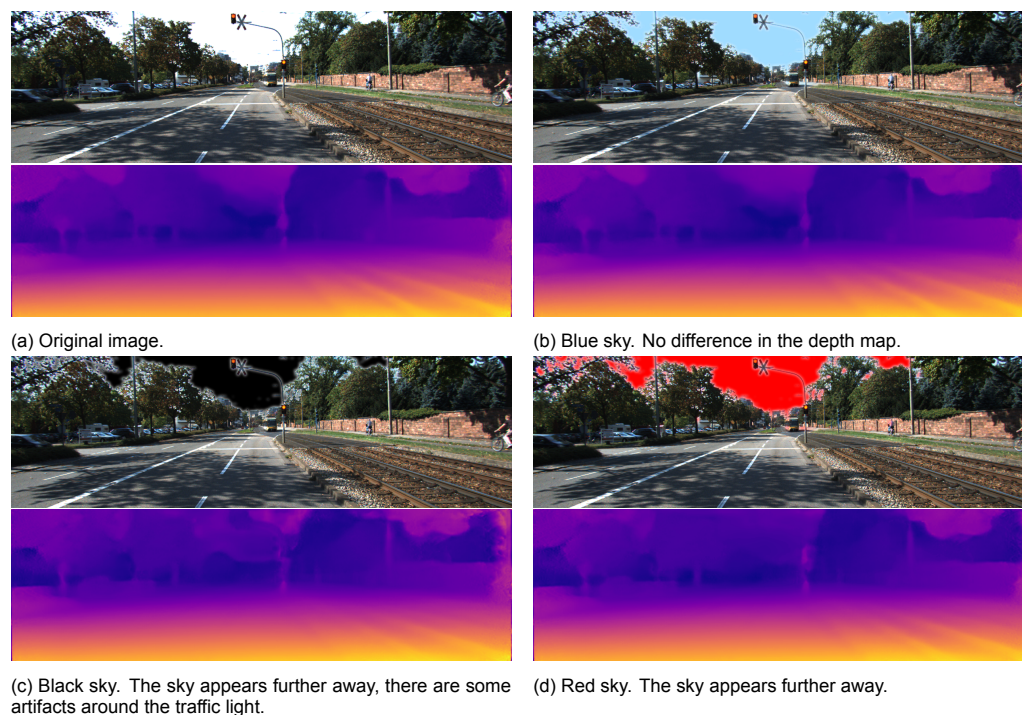 (a) Original image.
(b) Blue sky. No difference in the depth map.
(c) Black sky. The sky appears further away, there are some
artifacts around the traffic light.
(d) Red sky. The sky appears further away.